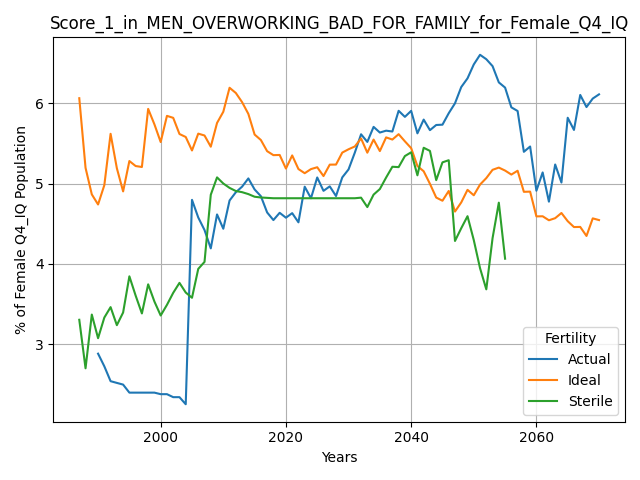 Score_1_in_MEN_OVERWORKING_BAD_FOR_FAMILY_for_Female_Q4_IQ
% of Female Q4_IQ Population
6
5
4
3
2000 2020 2040 2060
Years
Fertility
Actual
Ideal
Sterile